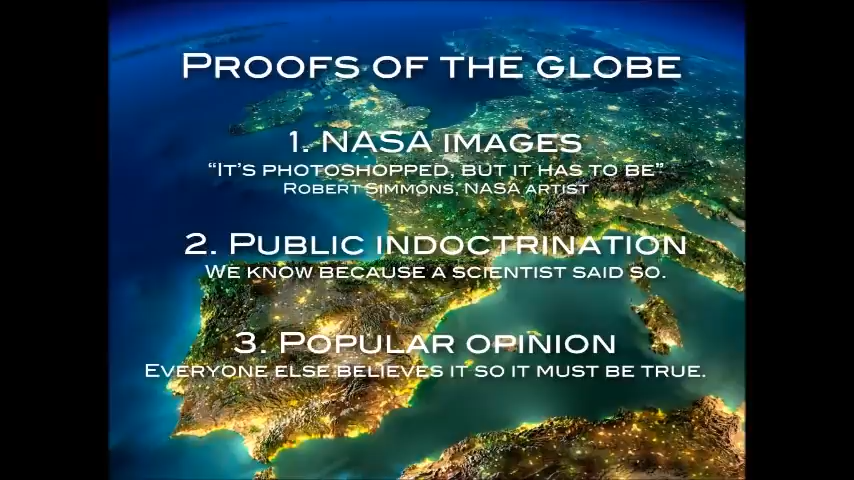 PROOFS OF THE GLOBE
1. NASA IMAGES
“IT’S PHOTOSHOPPED, BUT IT HAS TO BE”
ROBERT SIMMONS, NASA ARTIST
2. PUBLIC INDOCTRINATION
WE KNOW BECAUSE A SCIENTIST SAID SO.
3. POPULAR OPINION
EVERYONE ELSE BELIEVES IT SO IT MUST BE TRUE.